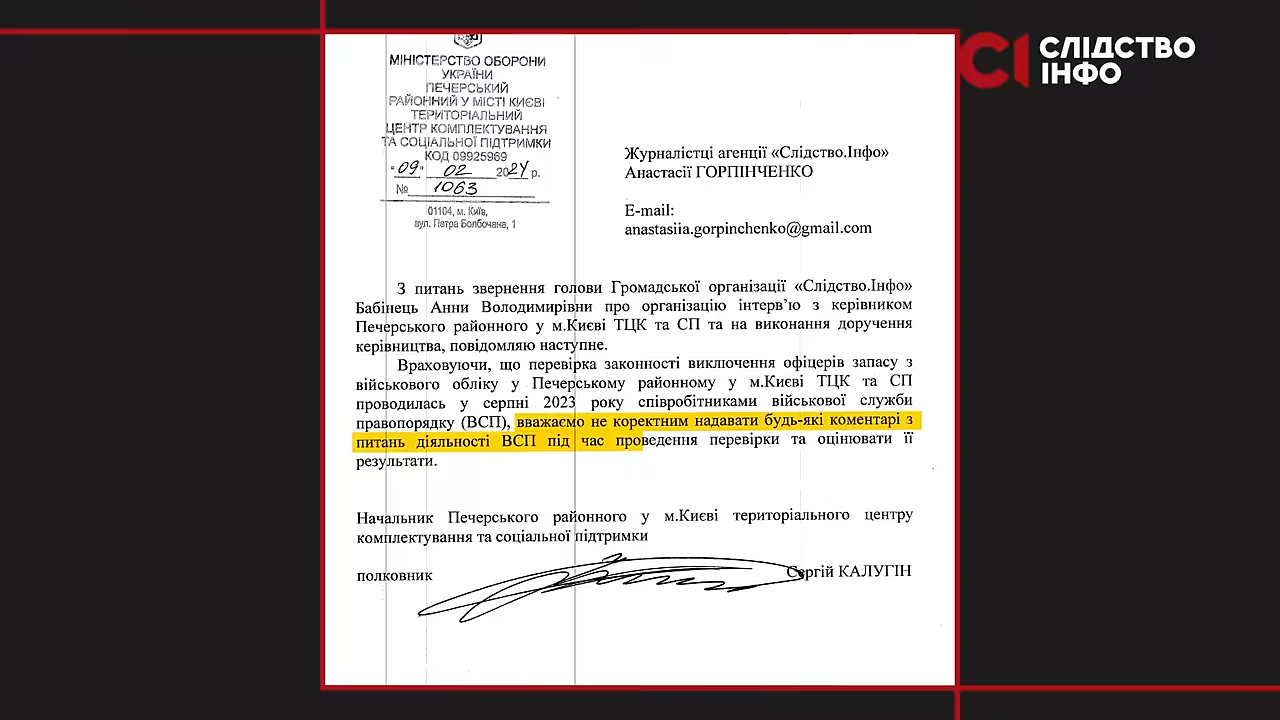 МІНІСТЕРСТВО ОБОРОНИ
УКРАЇНИ
ПЕЧЕРСЬКИЙ
РАЙОННИЙ У МІСТІ КИЄВІ
ТЕРИТОРІАЛЬНИЙ
ЦЕНТР КОМПЛЕКТУВАННЯ
ТА СОЦІАЛЬНОЇ ПІДТРИМКИ
КОД 09925969
"09" 02 2024 р.
№ 1063
01104, м. Київ,
вул. Петра Болбочана, 1
СІ СЛІДСТВО
ІНФО
Журналістці агенції «Слідство.Інфо»
Анастасії ГОРПІНЧЕНКО
E-mail:
anastasiia.gorpinchenko@gmail.com
З питань звернення голови Громадської організації «Слідство.Інфо»
Бабінець Анни Володимирівни про організацію інтерв’ю з керівником
Печерського районного у м.Києві ТЦК та СП та на виконання доручення
керівництва, повідомляю наступне.
Враховуючи, що перевірка законності виключення офіцерів запасу з
військового обліку у Печерському районному у м.Києві ТЦК та СП
проводилась у серпні 2023 року співробітниками військової служби
правопорядку (ВСП), вважаємо не коректним надавати будь-які коментарі з
питань діяльності ВСП під час проведення перевірки та оцінювати її
результати.
Начальник Печерського районного у м.Києві територіального центру
комплектування та соціальної підтримки
полковник Сергій КАЛУГІН